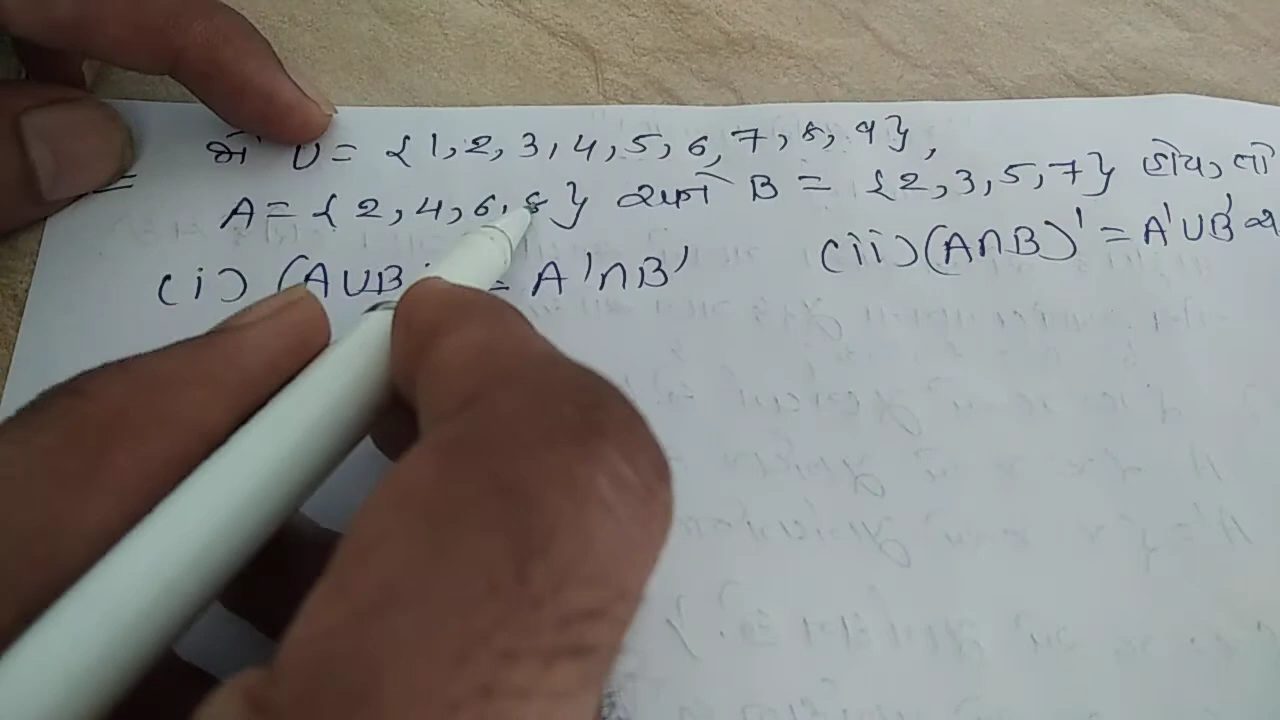 જો U = {1, 2, 3, 4, 5, 6, 7, 8, 9},
A = {2, 4, 6, 8} અને B = {2, 3, 5, 7} હોય, તો
(i) (A∪B = A'∩B' (ii) (A∩B)' = A'∪B'